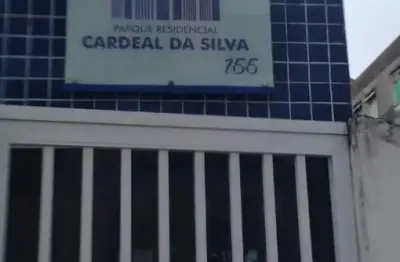 PARQUE RESIDENCIAL
CARDEAL DA SILVA
166